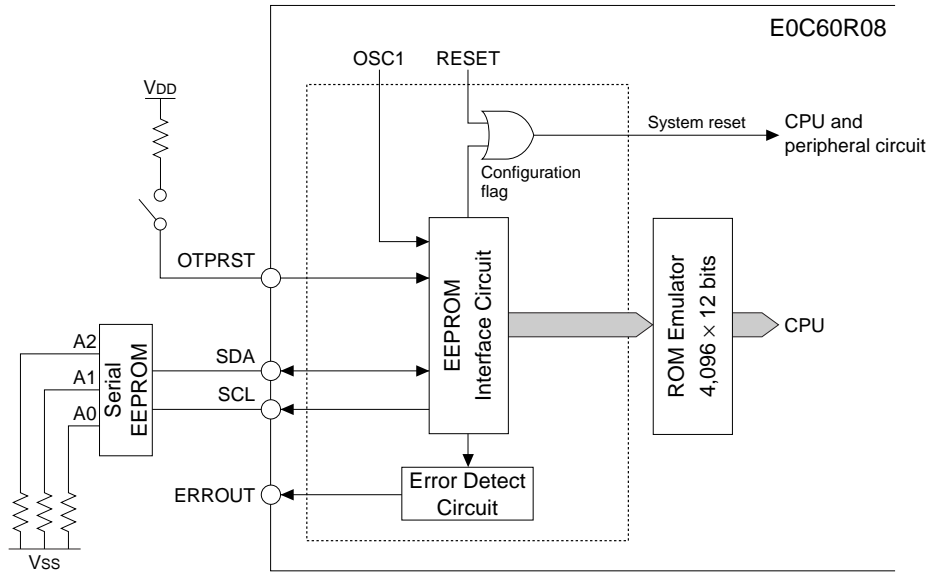 E0C60R08
OSC1
RESET
VDD
System reset
CPU and
peripheral circuit
Configuration
flag
OTPRST
EEPROM
Interface Circuit
ROM Emulator
4,096 × 12 bits
CPU
A2
A1
A0
Serial
EEPROM
SDA
SCL
ERROUT
Error Detect
Circuit
VSS